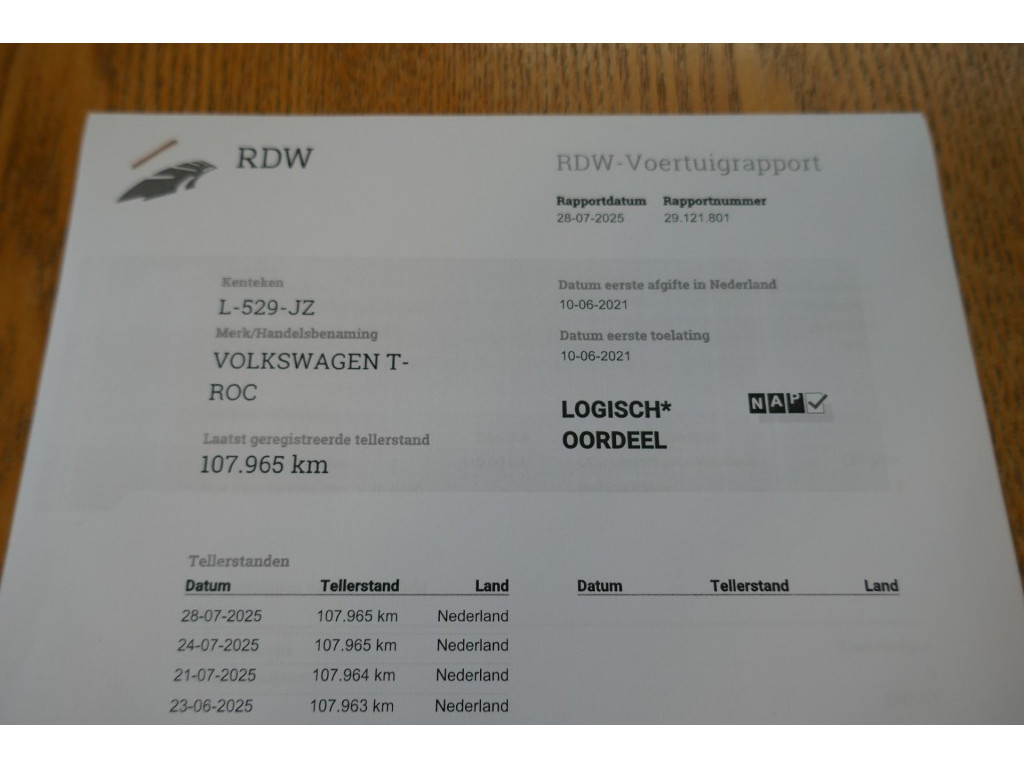 RDW
RDW-Voertuigrapport
Rapportdatum Rapportnummer
28-07-2025 29.121.801
Kenteken
L-529-JZ
Merk/Handelsbenaming
VOLKSWAGEN T-
ROC
Laatst geregistreerde tellerstand
107.965 km
Datum eerste afgifte in Nederland
10-06-2021
Datum eerste toelating
10-06-2021
LOGISCH*
OORDEEL
NAP
Tellerstanden
Datum Tellerstand Land
28-07-2025 107.965 km Nederland
24-07-2025 107.965 km Nederland
21-07-2025 107.964 km Nederland
23-06-2025 107.963 km Nederland
Datum Tellerstand Land